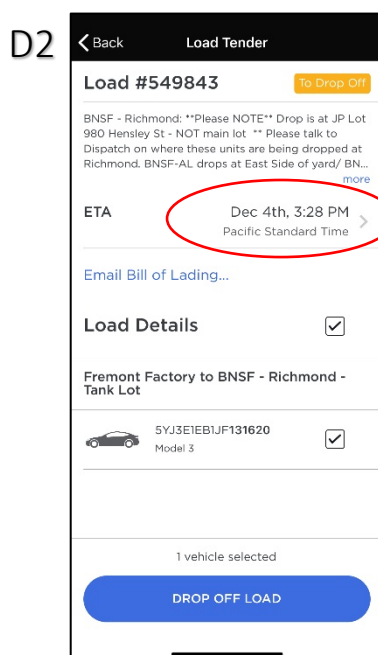 D2
Back
Load Tender
Load #549843
To Drop Off
BNSF - Richmond: **Please NOTE** Drop is at JP Lot
980 Hensley St - NOT main lot ** Please talk to
Dispatch on where these units are being dropped at
Richmond. BNSF-AL drops at East Side of yard/ BN...
more
ETA
Dec 4th, 3:28 PM
Pacific Standard Time
Email Bill of Lading...
Load Details
Fremont Factory to BNSF - Richmond -
Tank Lot
5YJ3E1EB1JF131620
Model 3
1 vehicle selected
DROP OFF LOAD